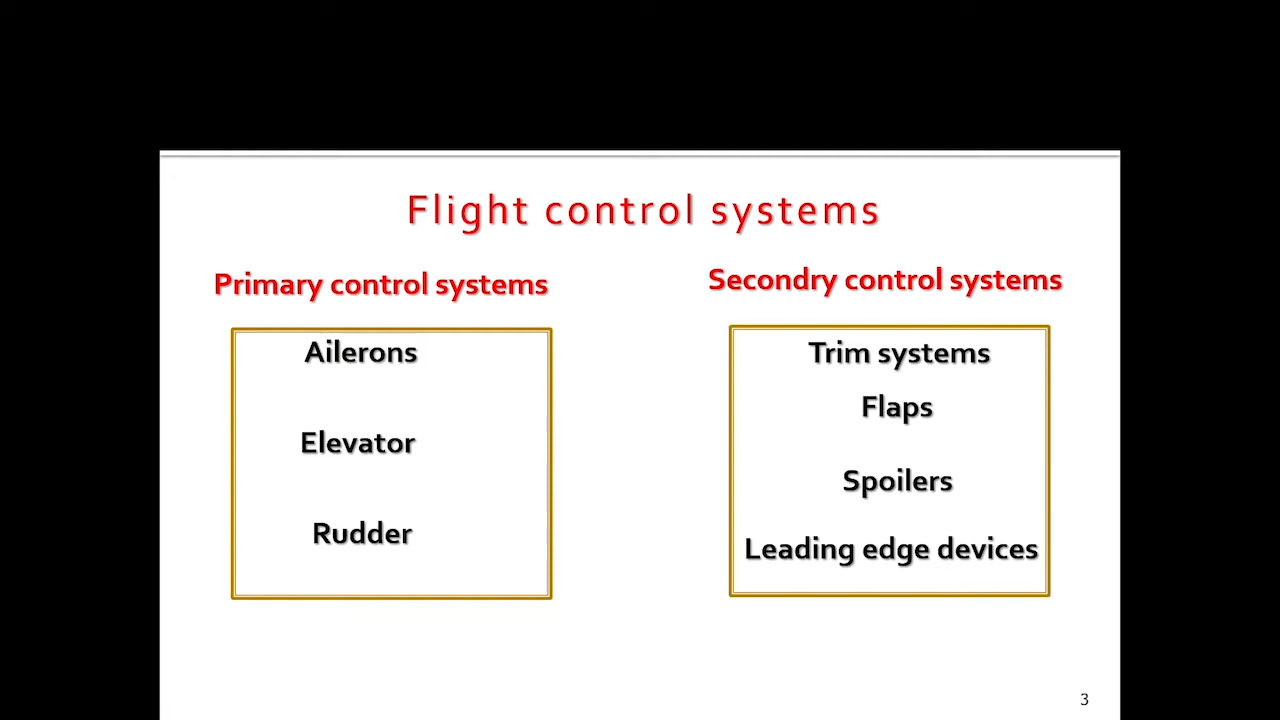 Flight control systems
Primary control systems
Ailerons
Elevator
Rudder
Secondry control systems
Trim systems
Flaps
Spoilers
Leading edge devices
3